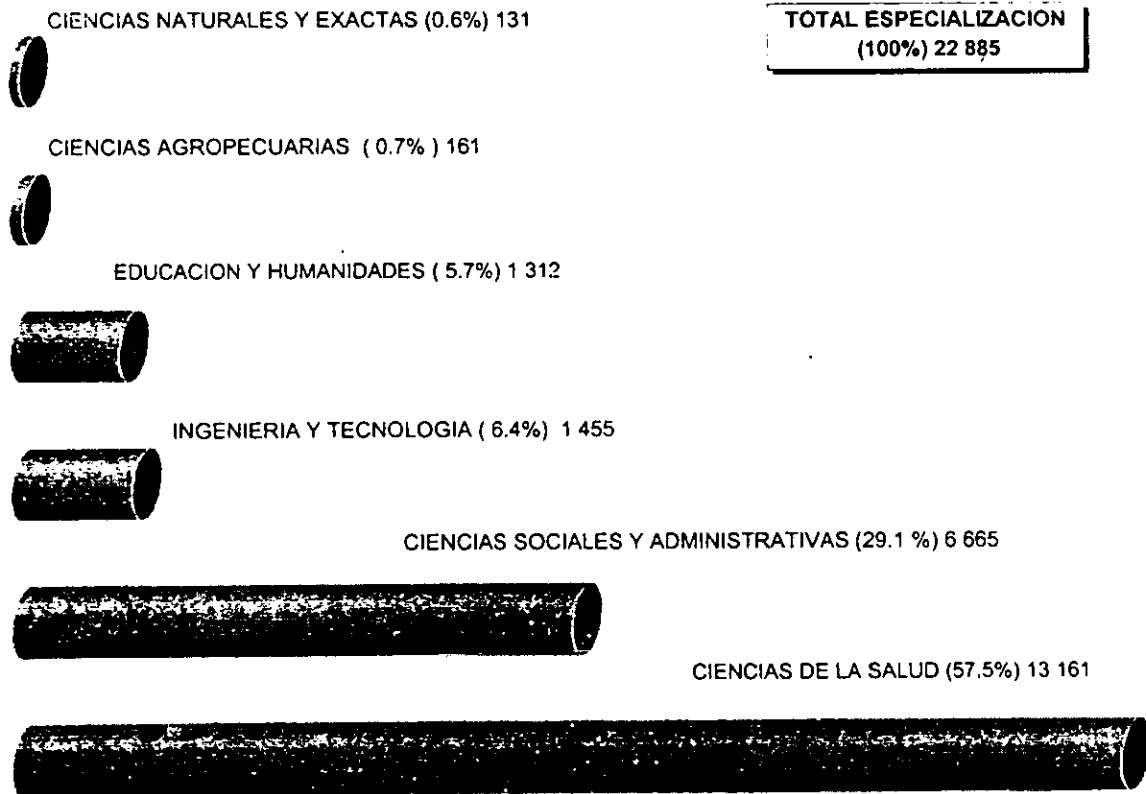 CIENCIAS NATURALES Y EXACTAS (0.6%) 131
TOTAL ESPECIALIZACION
(100%) 22 885
CIENCIAS AGROPECUARIAS ( 0.7% ) 161
EDUCACION Y HUMANIDADES ( 5.7%) 1 312
INGENIERIA Y TECNOLOGIA ( 6.4%) 1 455
CIENCIAS SOCIALES Y ADMINISTRATIVAS (29.1 %) 6 665
CIENCIAS DE LA SALUD (57.5%) 13 161